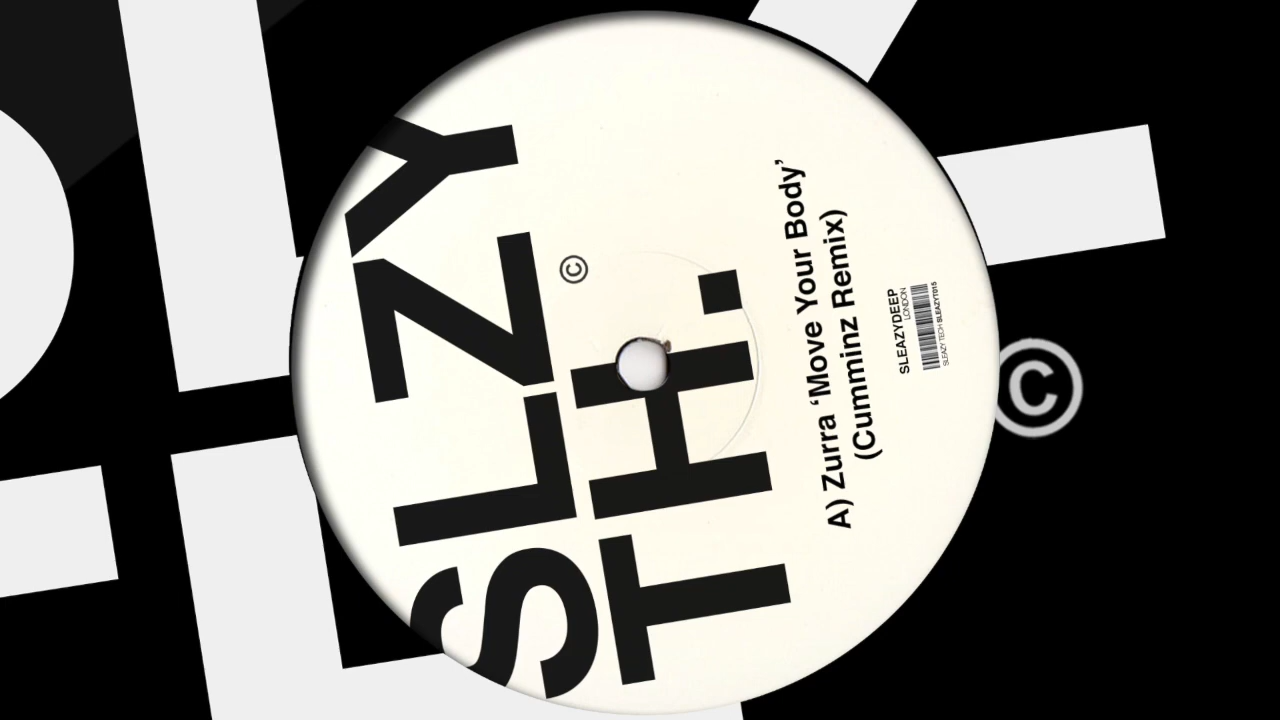 SLZY
©
TH.
A) Zurra ‘Move Your Body’
(Cumminz Remix)
SLEAZYDEEP
LONDON
SLEAZY TECH SLEAZYT015
©